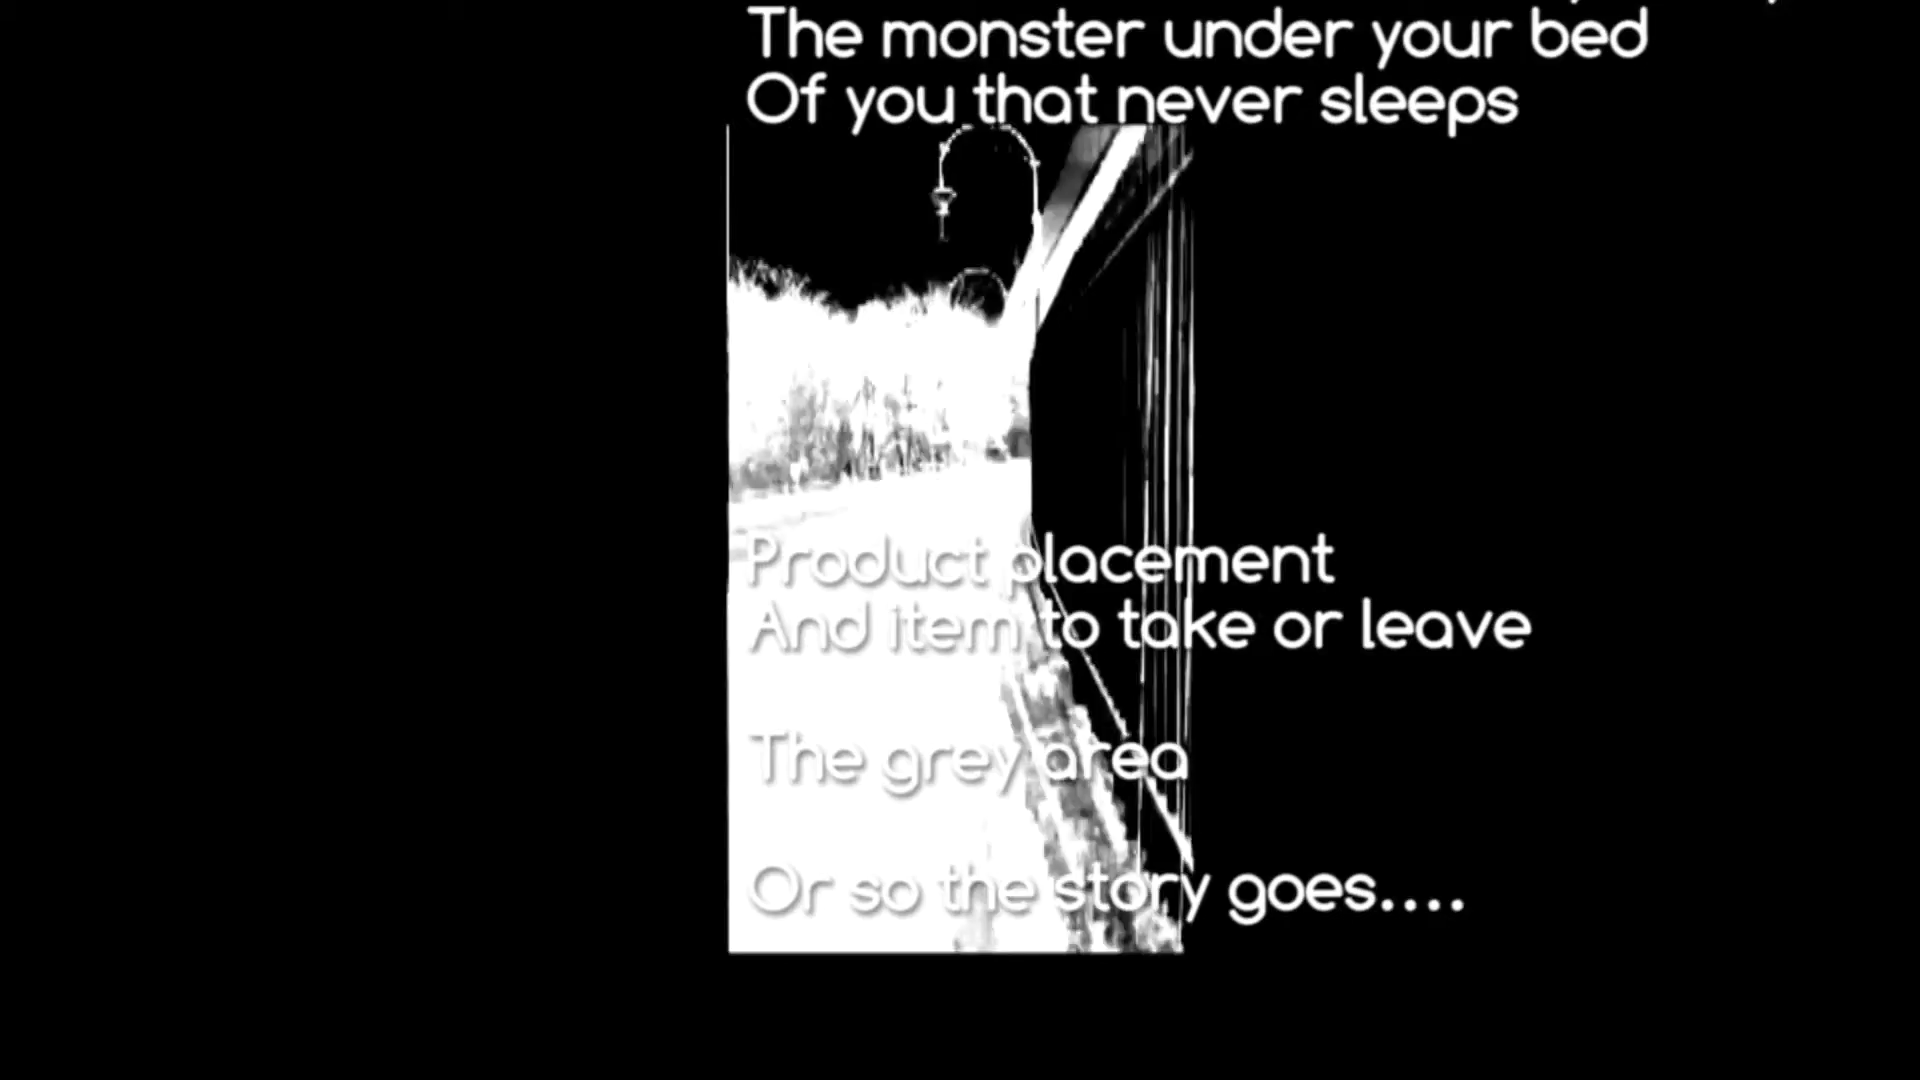 The monster under your bed
Of you that never sleeps
Product placement
And item to take or leave
The grey area
Or so the story goes....